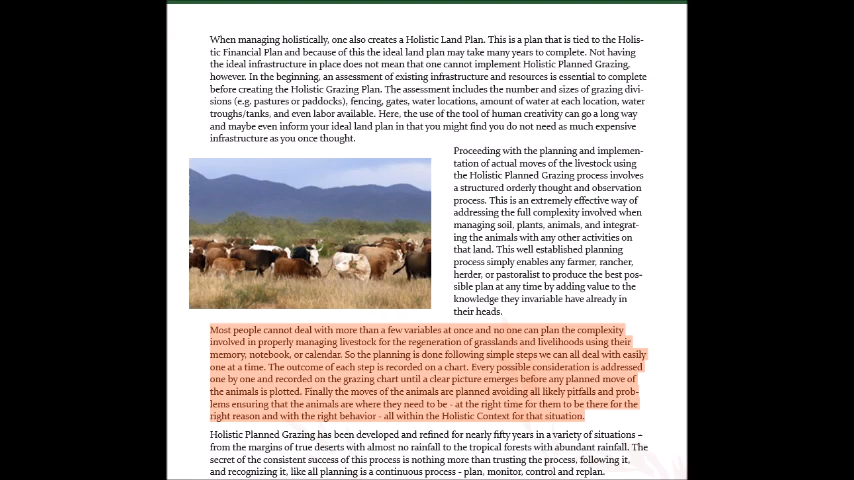 When managing holistically, one also creates a Holistic Land Plan. This is a plan that is tied to the Holis-
tic Financial Plan and because of this the ideal land plan may take many years to complete. Not having
the ideal infrastructure in place does not mean that one cannot implement Holistic Planned Grazing,
however. In the beginning, an assessment of existing infrastructure and resources is essential to complete
before creating the Holistic Grazing Plan. The assessment includes the number and sizes of grazing divi-
sions (e.g. pastures or paddocks), fencing, gates, water locations, amount of water at each location, water
troughs/tanks, and even labor available. Here, the use of the tool of human creativity can go a long way
and maybe even inform your ideal land plan in that you might find you do not need as much expensive
infrastructure as you once thought.
Proceeding with the planning and implemen-
tation of actual moves of the livestock using
the Holistic Planned Grazing process involves
a structured orderly thought and observation
process. This is an extremely effective way of
addressing the full complexity involved when
managing soil, plants, animals, and integrat-
ing the animals with any other activities on
that land. This well established planning
process simply enables any farmer, rancher,
herder, or pastoralist to produce the best pos-
sible plan at any time by adding value to the
knowledge they invariable have already in
their heads.
Most people cannot deal with more than a few variables at once and no one can plan the complexity
involved in properly managing livestock for the regeneration of grasslands and livelihoods using their
memory, notebook, or calendar. So the planning is done following simple steps we can all deal with easily
one at a time. The outcome of each step is recorded on a chart. Every possible consideration is addressed
one by one and recorded on the grazing chart until a clear picture emerges before any planned move of
the animals is plotted. Finally the moves of the animals are planned avoiding all likely pitfalls and prob-
lems ensuring that the animals are where they need to be - at the right time for them to be there for the
right reason and with the right behavior - all within the Holistic Context for that situation.
Holistic Planned Grazing has been developed and refined for nearly fifty years in a variety of situations –
from the margins of true deserts with almost no rainfall to the tropical forests with abundant rainfall. The
secret of the consistent success of this process is nothing more than trusting the process, following it,
and recognizing it, like all planning is a continuous process - plan, monitor, control and replan.